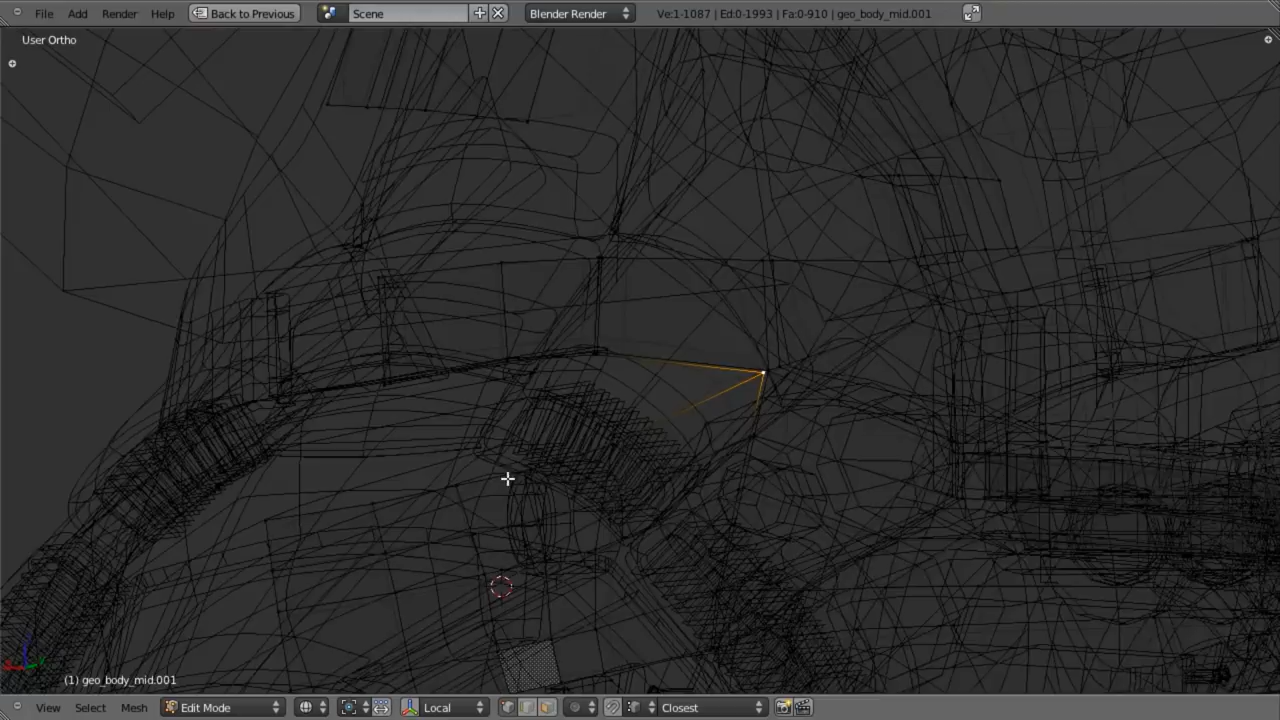 File Add Render Help Back to Previous Scene Blender Render Ve:1-1087 | Ed:0-1993 | Fa:0-910 | geo_body_mid.001
User Ortho
(1) geo_body_mid.001
View Select Mesh Edit Mode Local Closest